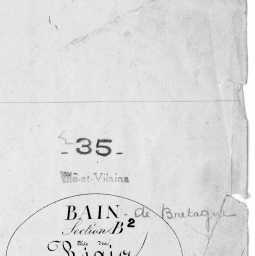 - 35 -
Ille-et-Vilaine
BAIN - de Bretagne
Section B²